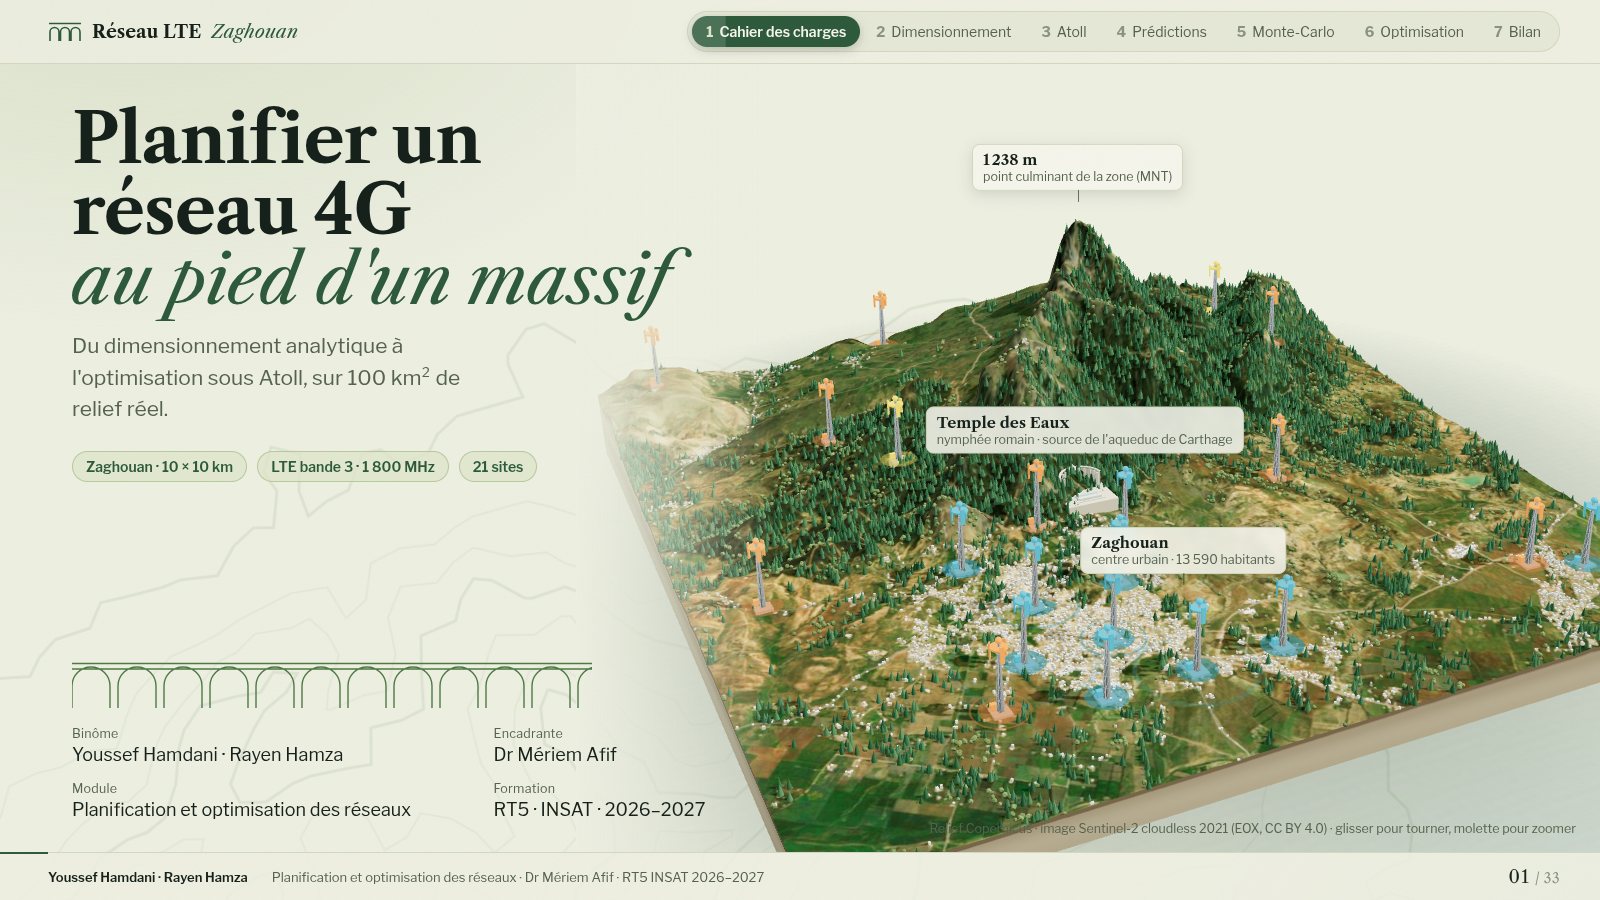 Réseau LTE Zaghouan
1 Cahier des charges
2 Dimensionnement
3 Atoll
4 Prédictions
5 Monte-Carlo
6 Optimisation
7 Bilan
Planifier un
réseau 4G
au pied d'un massif
Du dimensionnement analytique à
l'optimisation sous Atoll, sur 100 km² de
relief réel.
Zaghouan · 10 × 10 km
LTE bande 3 · 1 800 MHz
21 sites
1 238 m
point culminant de la zone (MNT)
Temple des Eaux
nymphée romain · source de l'aqueduc de Carthage
Zaghouan
centre urbain · 13 590 habitants
Binôme
Youssef Hamdani · Rayen Hamza
Encadrante
Dr Mériem Afif
Module
Planification et optimisation des réseaux
Formation
RT5 · INSAT · 2026–2027
Relief Copernicus · image Sentinel-2 cloudless 2021 (EOX, CC BY 4.0) · glisser pour tourner, molette pour zoomer
Youssef Hamdani · Rayen Hamza
Planification et optimisation des réseaux · Dr Mériem Afif · RT5 INSAT 2026–2027
01 / 33